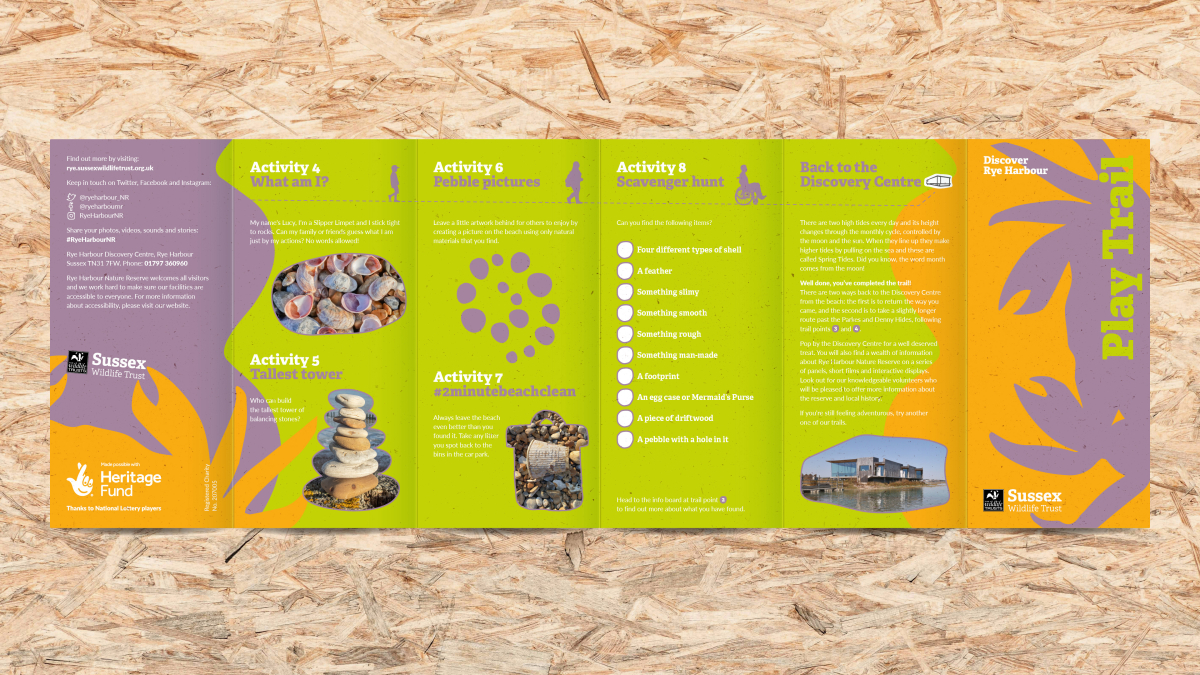 Find out more by visiting:
rye.sussexwildlifetrust.org.uk
Keep in touch on Twitter, Facebook and Instagram:
@ryeharbour_NR
@ryeharbournr
RyeHarbourNR
Share your photos, videos, sounds and stories:
#RyeHarbourNR
Rye Harbour Discovery Centre, Rye Harbour
Sussex TN31 7FW. Phone: 01797 360960
Rye Harbour Nature Reserve welcomes all visitors
and we work hard to make sure our facilities are
accessible to everyone. For more information
about accessibility, please visit our website.
Sussex
Wildlife Trust
Made possible with
Heritage
Fund
Thanks to National Lottery players
Registered Charity
No. 207005
Activity 4
What am I?
My name's Lucy, I'm a Slipper Limpet and I stick tight
to rocks. Can my family or friends guess what I am
just by my actions? No words allowed!
Activity 5
Tallest tower
Who can build
the tallest tower of
balancing stones?
Activity 6
Pebble pictures
Leave a little artwork behind for others to enjoy by
creating a picture on the beach using only natural
materials that you find.
Activity 7
#2minutebeachclean
Always leave the beach
even better than you
found it. Take any litter
you spot back to the
bins in the car park.
Activity 8
Scavenger hunt
Can you find the following items?
Four different types of shell
A feather
Something slimy
Something smooth
Something rough
Something man-made
A footprint
An egg case or Mermaid's Purse
A piece of driftwood
A pebble with a hole in it
Head to the info board at trail point 3
to find out more about what you have found.
Back to the
Discovery Centre
There are two high tides every day and its height
changes through the monthly cycle, controlled by
the moon and the sun. When they line up they make
higher tides by pulling on the sea and these are
called Spring Tides. Did you know, the word month
comes from the moon!
Well done, you've completed the trail!
There are two ways back to the Discovery Centre
from the beach; the first is to return the way you
came, and the second is to take a slightly longer
route past the Parkes and Denny Hides, following
trail points 3 and 4.
Pop by the Discovery Centre for a well deserved
treat. You will also find a wealth of information
about Rye Harbour Nature Reserve on a series
of panels, short films and interactive displays.
Look out for our knowledgeable volunteers who
will be pleased to offer more information about
the reserve and local history.
If you're still feeling adventurous, try another
one of our trails.
Discover
Rye Harbour
Play Trail
Sussex
Wildlife Trust